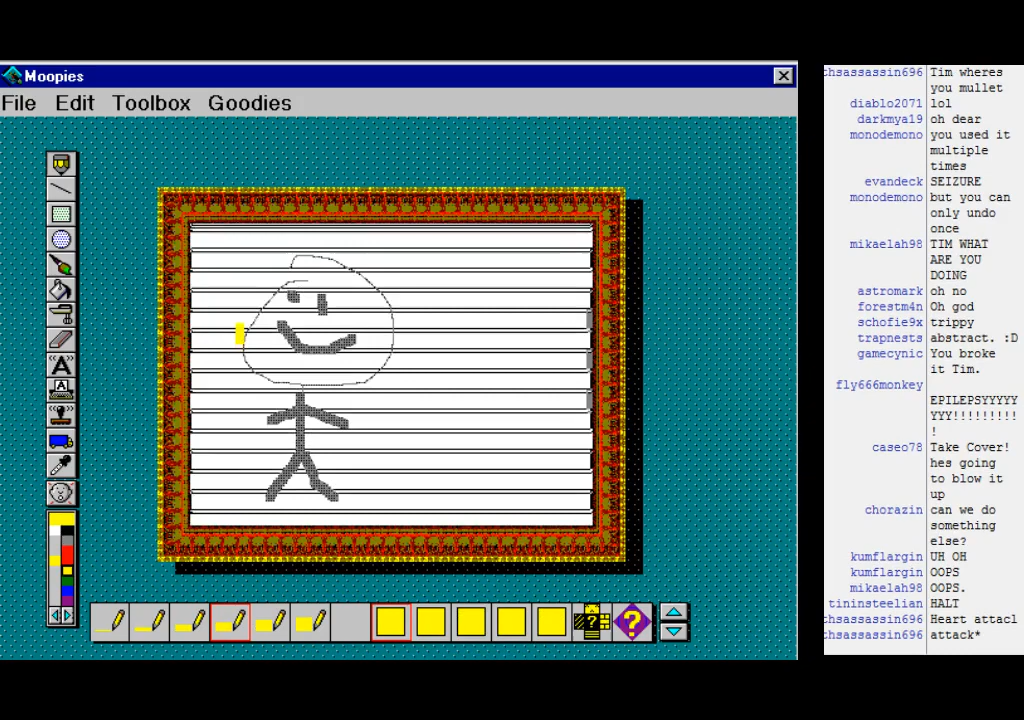 Moopies
File Edit Toolbox Goodies
"A"
A
?
?
thsassassin696 Tim wheres
you mullet
diablo2071 lol
darkmya19 oh dear
monodemono you used it
multiple
times
evandeck SEIZURE
monodemono but you can
only undo
once
mikaelah98 TIM WHAT
ARE YOU
DOING
astromark oh no
forestm4n Oh god
schofie9x trippy
trapnests abstract. :D
gamecynic You broke
it Tim.
fly666monkey
EPILEPSYYYYY
YYY!!!!!!!!!
!
caseo78 Take Cover!
hes going
to blow it
up
chorazin can we do
something
else?
kumflargin UH OH
kumflargin OOPS
mikaelah98 OOPS.
tininsteelian HALT
thsassassin696 Heart attacl
thsassassin696 attack*